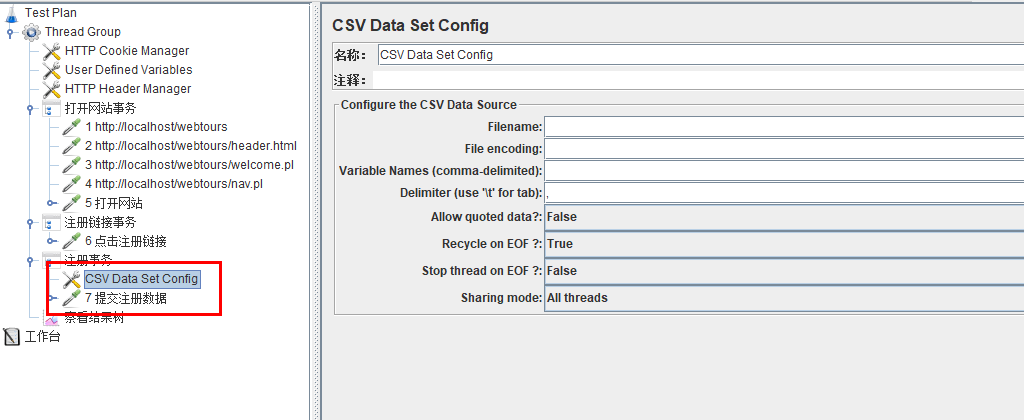 Test Plan
Thread Group
HTTP Cookie Manager
User Defined Variables
HTTP Header Manager
打开网站事务
1 http://localhost/webtours
2 http://localhost/webtours/header.html
3 http://localhost/webtours/welcome.pl
4 http://localhost/webtours/nav.pl
5 打开网站
注册链接事务
6 点击注册链接
注册事务
CSV Data Set Config
7 提交注册数据
察看结果树
工作台
CSV Data Set Config
名称： CSV Data Set Config
注释：
Configure the CSV Data Source
Filename:
File encoding:
Variable Names (comma-delimited):
Delimiter (use '\t' for tab): ,
Allow quoted data?: False
Recycle on EOF ?: True
Stop thread on EOF ?: False
Sharing mode: All threads